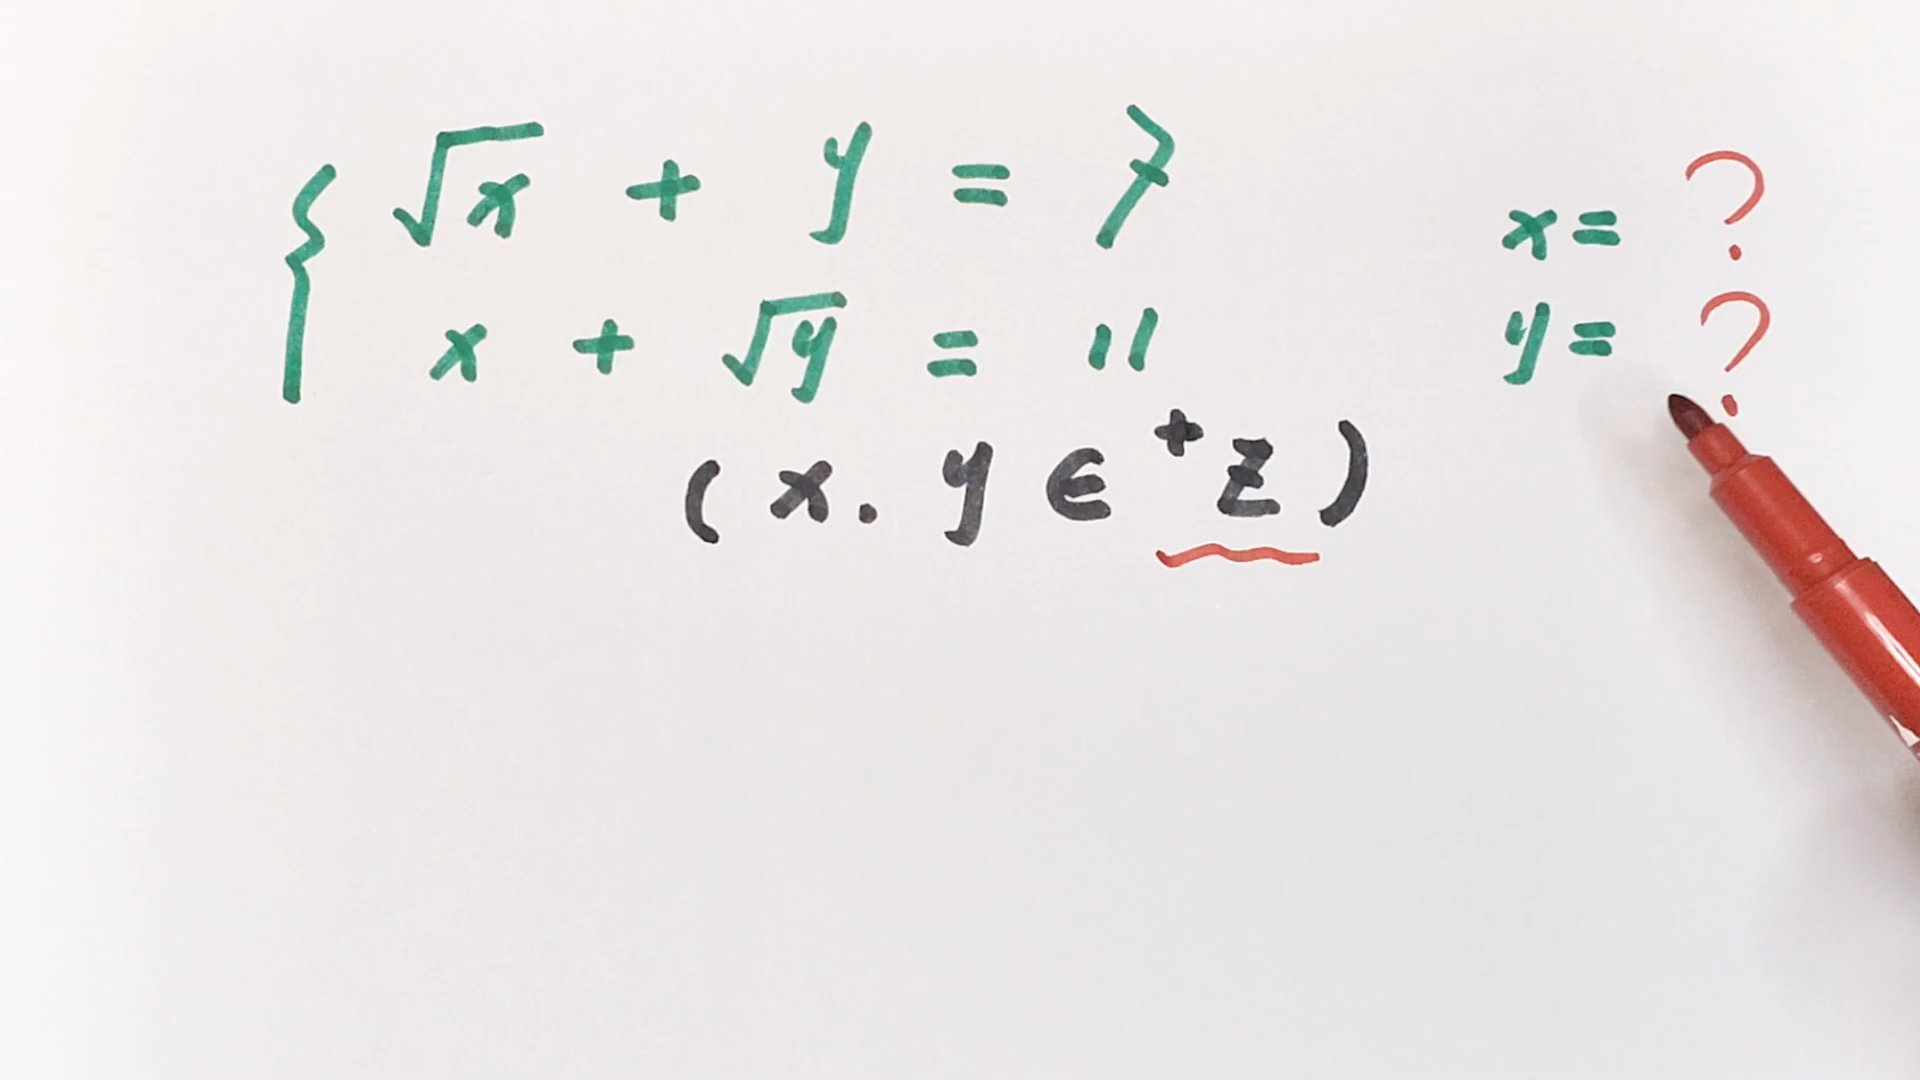 √x + y = 7
x + √y = 11
(x . y ∈ ⁺Z)
x = ?
y = ?